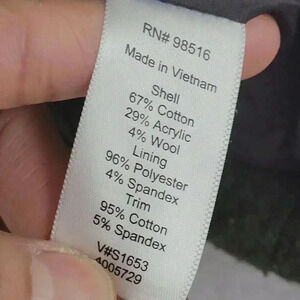 RN# 98516
Made in Vietnam
Shell
67% Cotton
29% Acrylic
4% Wool
Lining
96% Polyester
4% Spandex
Trim
95% Cotton
5% Spandex
V#S1653
4005729